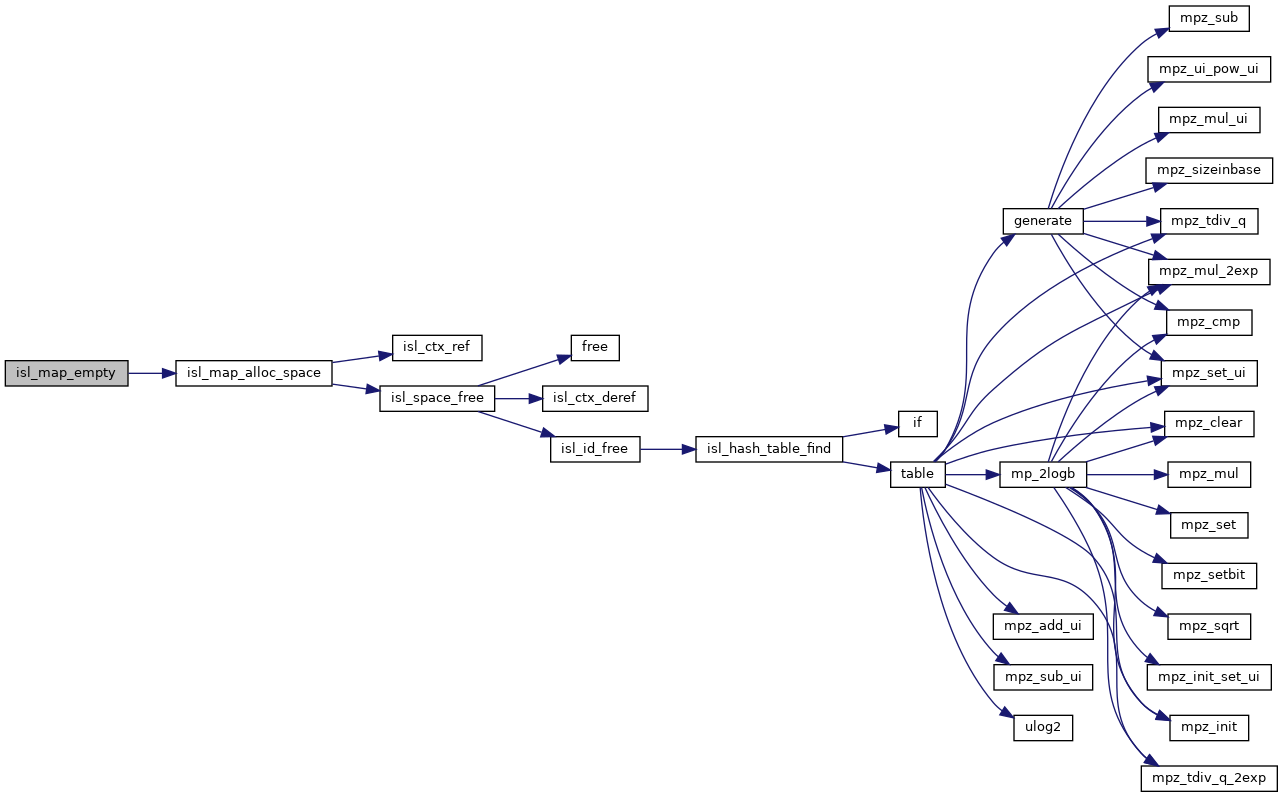 isl_map_empty
isl_map_alloc_space
isl_ctx_ref
isl_space_free
free
isl_ctx_deref
isl_id_free
isl_hash_table_find
if
table
generate
mp_2logb
mpz_add_ui
mpz_sub_ui
ulog2
mpz_sub
mpz_ui_pow_ui
mpz_mul_ui
mpz_sizeinbase
mpz_tdiv_q
mpz_mul_2exp
mpz_cmp
mpz_set_ui
mpz_clear
mpz_mul
mpz_set
mpz_setbit
mpz_sqrt
mpz_init_set_ui
mpz_init
mpz_tdiv_q_2exp